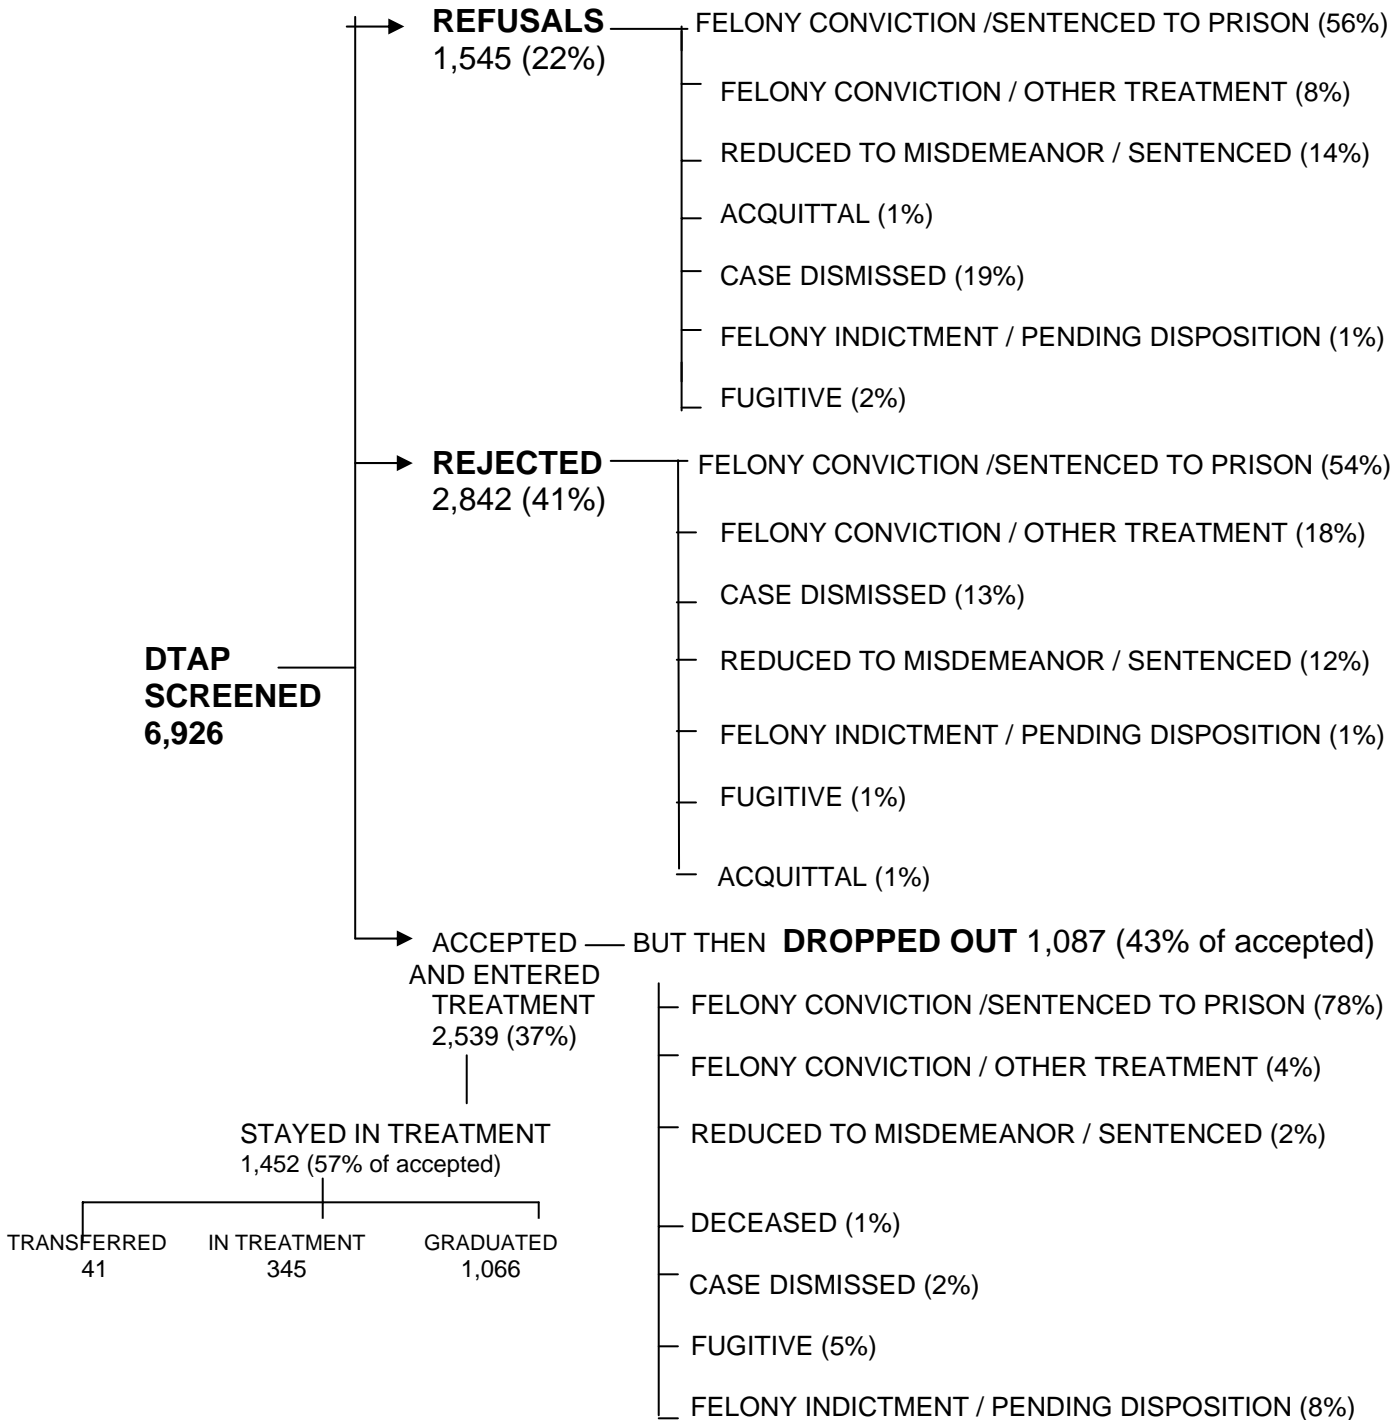 REFUSALS
1,545 (22%)
FELONY CONVICTION /SENTENCED TO PRISON (56%)
FELONY CONVICTION / OTHER TREATMENT (8%)
REDUCED TO MISDEMEANOR / SENTENCED (14%)
ACQUITTAL (1%)
CASE DISMISSED (19%)
FELONY INDICTMENT / PENDING DISPOSITION (1%)
FUGITIVE (2%)
REJECTED
2,842 (41%)
FELONY CONVICTION /SENTENCED TO PRISON (54%)
FELONY CONVICTION / OTHER TREATMENT (18%)
CASE DISMISSED (13%)
REDUCED TO MISDEMEANOR / SENTENCED (12%)
FELONY INDICTMENT / PENDING DISPOSITION (1%)
FUGITIVE (1%)
ACQUITTAL (1%)
DTAP
SCREENED
6,926
ACCEPTED
AND ENTERED
TREATMENT
2,539 (37%)
BUT THEN DROPPED OUT 1,087 (43% of accepted)
FELONY CONVICTION /SENTENCED TO PRISON (78%)
FELONY CONVICTION / OTHER TREATMENT (4%)
REDUCED TO MISDEMEANOR / SENTENCED (2%)
DECEASED (1%)
CASE DISMISSED (2%)
FUGITIVE (5%)
FELONY INDICTMENT / PENDING DISPOSITION (8%)
STAYED IN TREATMENT
1,452 (57% of accepted)
TRANSFERRED
41
IN TREATMENT
345
GRADUATED
1,066